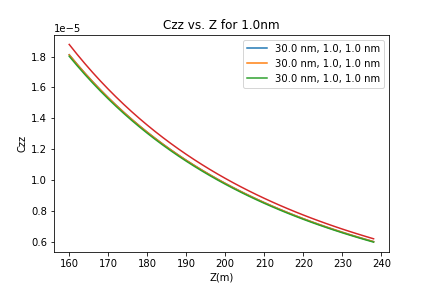 Czz vs. Z for 1.0nm
1e−5
30.0 nm, 1.0, 1.0 nm
30.0 nm, 1.0, 1.0 nm
30.0 nm, 1.0, 1.0 nm
1.8
1.6
1.4
1.2
1.0
0.8
0.6
Czz
160 170 180 190 200 210 220 230 240
Z(m)